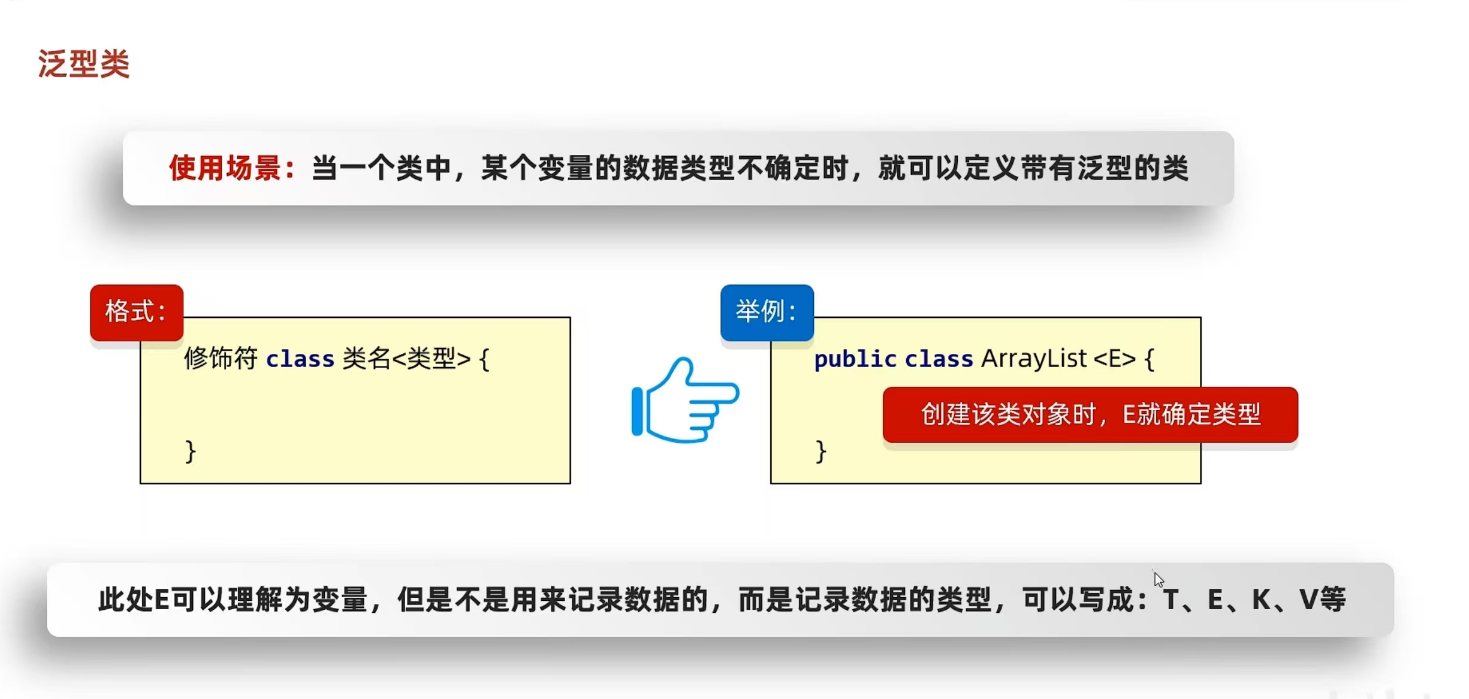 泛型类
使用场景：当一个类中，某个变量的数据类型不确定时，就可以定义带有泛型的类
格式：
修饰符 class 类名<类型> {
}
举例：
public class ArrayList <E> {
创建该类对象时，E就确定类型
}
此处E可以理解为变量，但是不是用来记录数据的，而是记录数据的类型，可以写成：T、E、K、V等